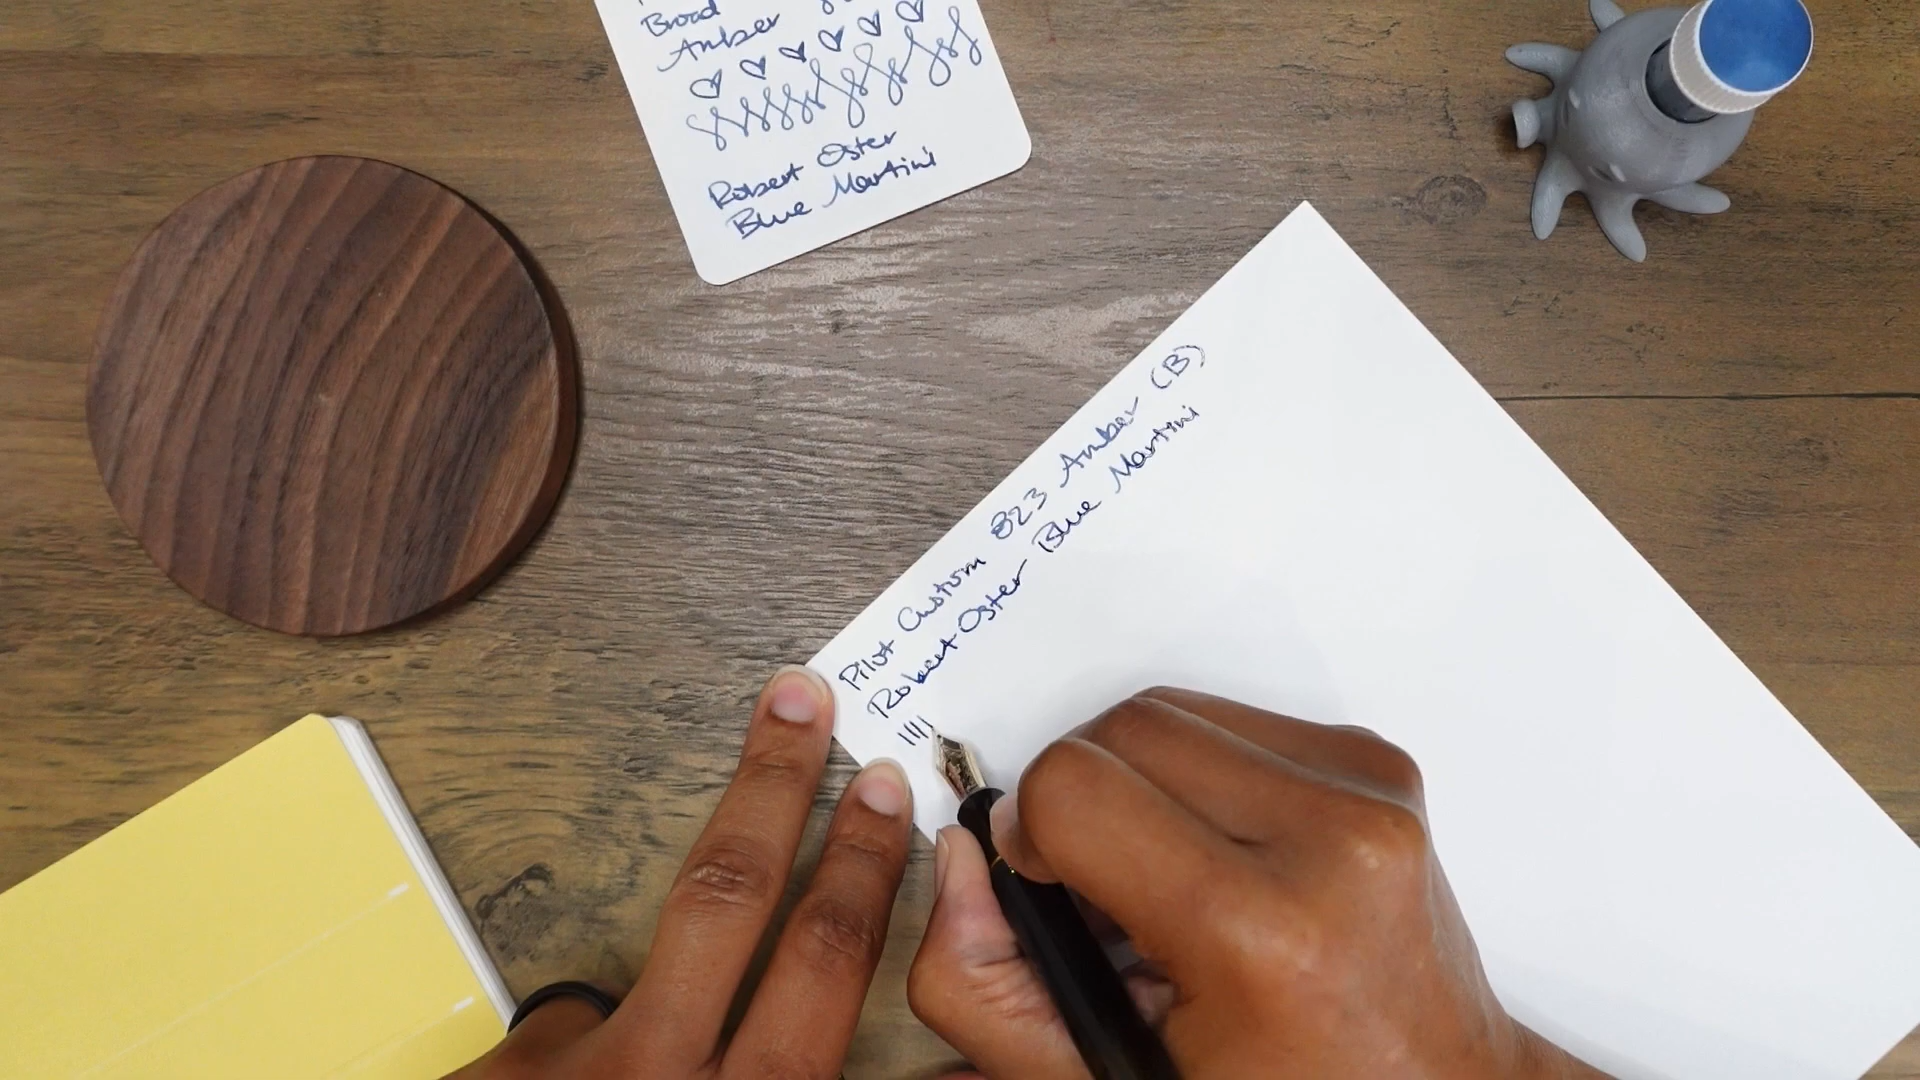 Broad
Amber
Robert Oster
Blue Martini
Pilot Custom 823 Amber (B)
Robert Oster Blue Martini